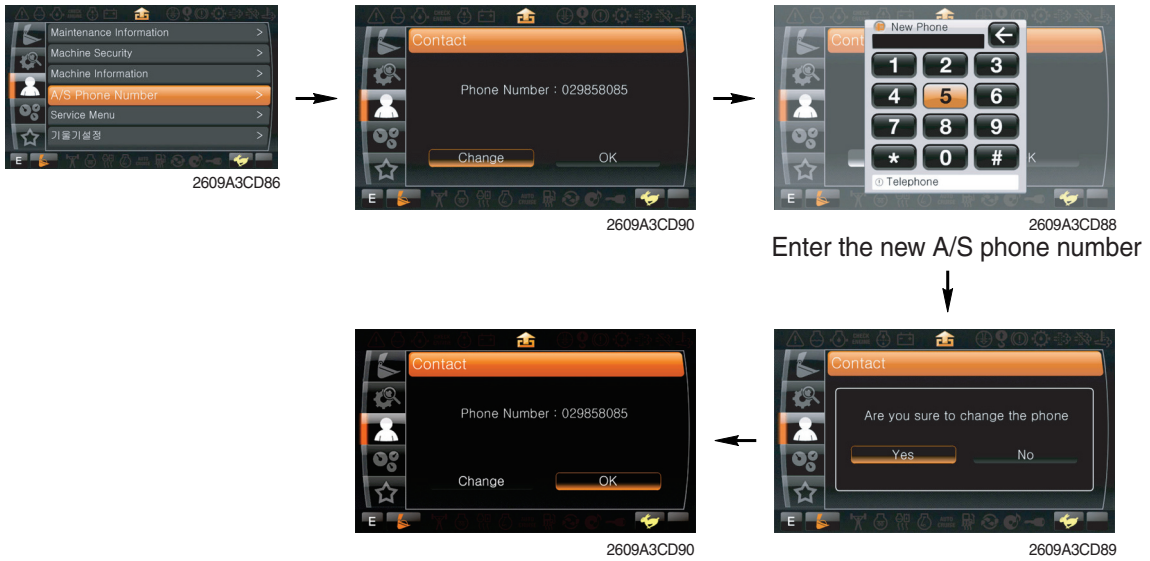 Maintenance Information >
Machine Security >
Machine Information >
A/S Phone Number >
Service Menu >
기울기설정 >
E
2609A3CD86
Contact
Phone Number : 029858085
Change OK
E
2609A3CD90
New Phone
Cont
1 2 3
4 5 6
7 8 9
* 0 #
K
Telephone
E
2609A3CD88
Enter the new A/S phone number
Contact
Are you sure to change the phone
Yes No
E
2609A3CD89
Contact
Phone Number : 029858085
Change OK
E
2609A3CD90